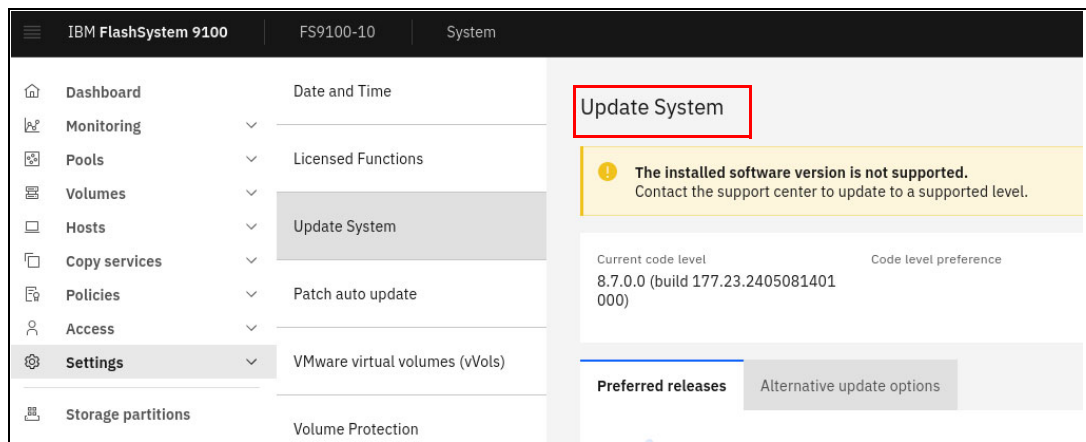 IBM FlashSystem 9100
FS9100-10
System
Dashboard
Monitoring
Pools
Volumes
Hosts
Copy services
Policies
Access
Settings
Storage partitions
Date and Time
Licensed Functions
Update System
Patch auto update
VMware virtual volumes (vVols)
Volume Protection
Update System
The installed software version is not supported.
Contact the support center to update to a supported level.
Current code level
8.7.0.0 (build 177.23.2405081401
000)
Code level preference
Preferred releases
Alternative update options